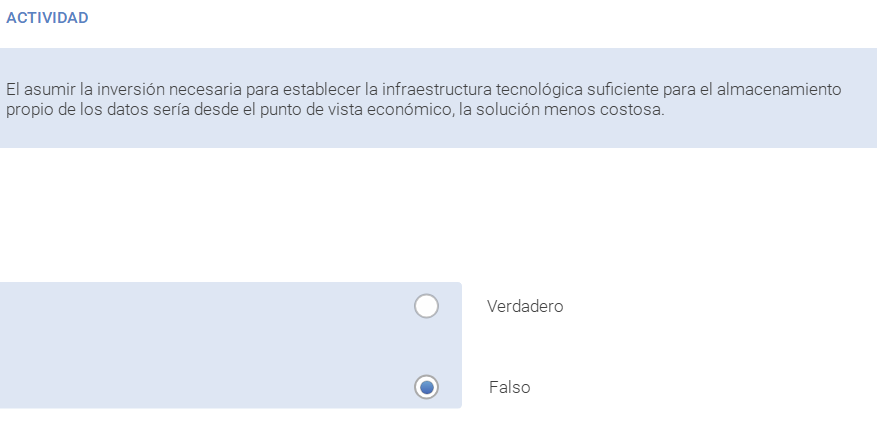 ACTIVIDAD
El asumir la inversión necesaria para establecer la infraestructura tecnológica suficiente para el almacenamiento
propio de los datos sería desde el punto de vista económico, la solución menos costosa.
Verdadero
Falso